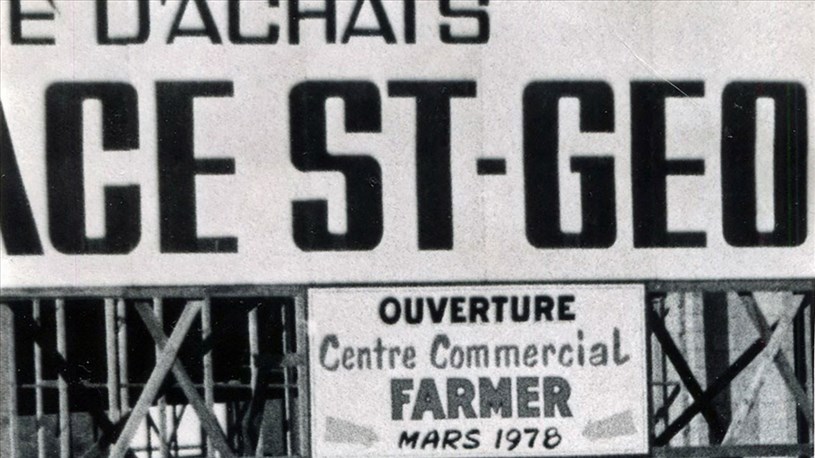 E D'ACHATS
ACE ST-GEO
OUVERTURE
Centre Commercial
FARMER
MARS 1978